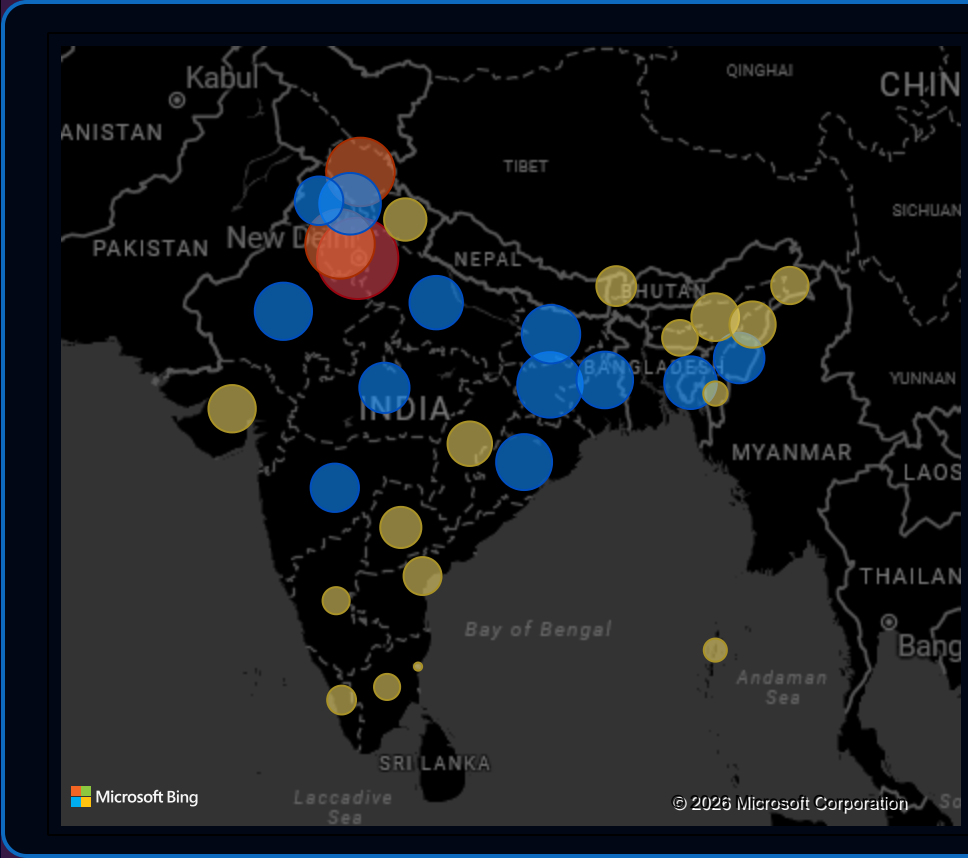 Kabul
QINGHAI
CHIN
ANISTAN
TIBET
SICHUAN
New Delhi
PAKISTAN
NEPAL
BHUTAN
BANGLADESH
YUNNAN
INDIA
MYANMAR
LAOS
THAILAN
Bay of Bengal
Bang
Andaman
Sea
SRI LANKA
Microsoft Bing
Laccadive
Sea
© 2026 Microsoft Corporation
So